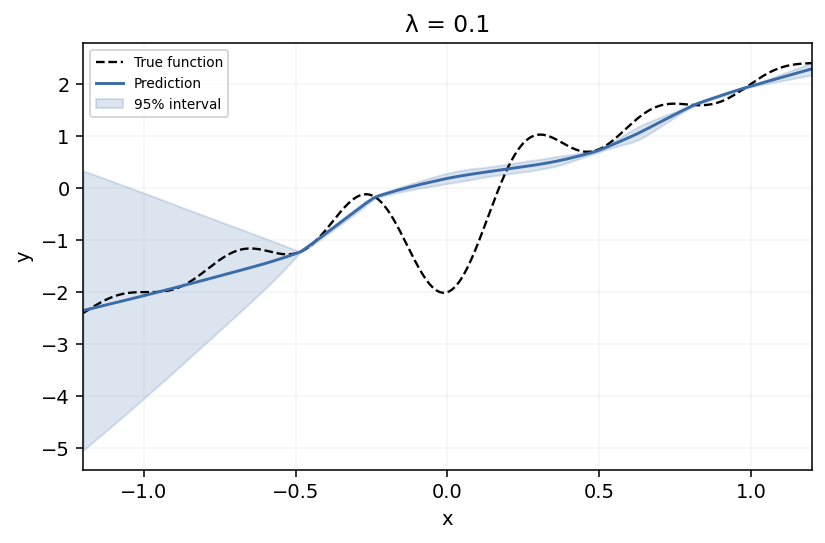 λ = 0.1
True function
Prediction
95% interval
2
1
0
−1
−2
−3
−4
−5
y
−1.0
−0.5
0.0
0.5
1.0
x